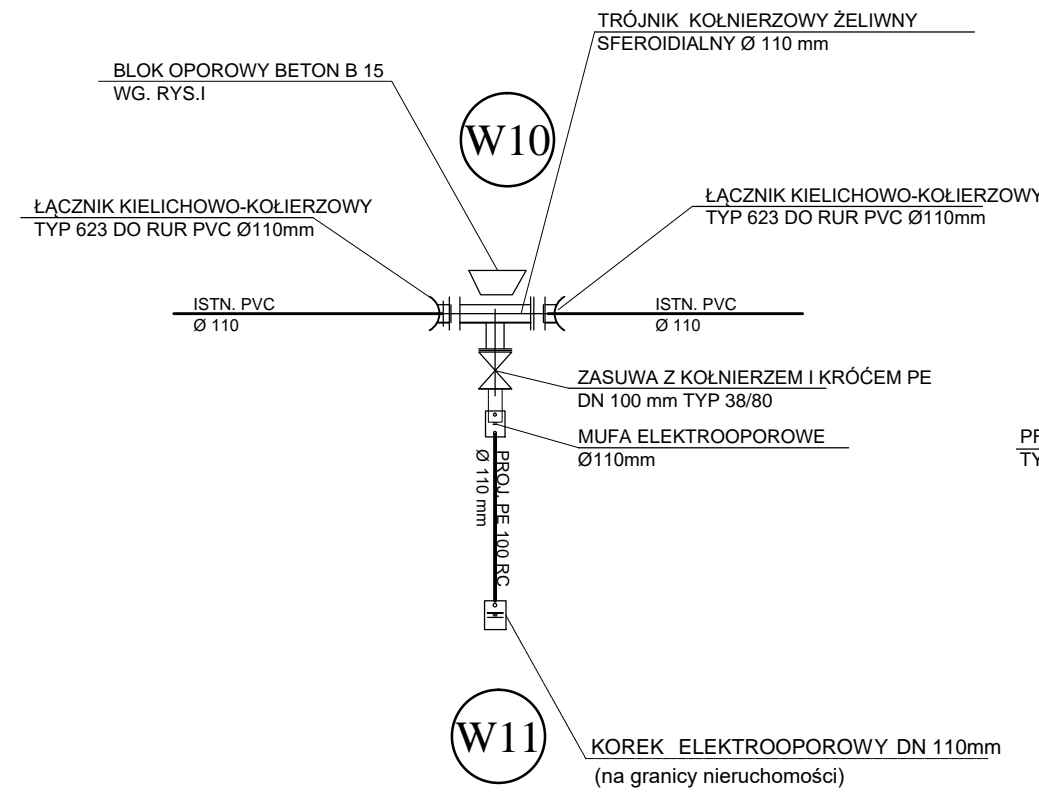 TRÓJNIK KOŁNIERZOWY ŻELIWNY
SFEROIDIALNY Ø 110 mm
BLOK OPOROWY BETON B 15
WG. RYS.I
W10
ŁĄCZNIK KIELICHOWO-KOŁIERZOWY
TYP 623 DO RUR PVC Ø110mm
ŁĄCZNIK KIELICHOWO-KOŁIERZOWY
TYP 623 DO RUR PVC Ø110mm
ISTN. PVC
Ø 110
ISTN. PVC
Ø 110
ZASUWA Z KOŁNIERZEM I KRÓĆEM PE
DN 100 mm TYP 38/80
MUFA ELEKTROOPOROWE
Ø110mm
PROJ. PE 100 RC
Ø 110 mm
W11
KOREK ELEKTROOPOROWY DN 110mm
(na granicy nieruchomości)